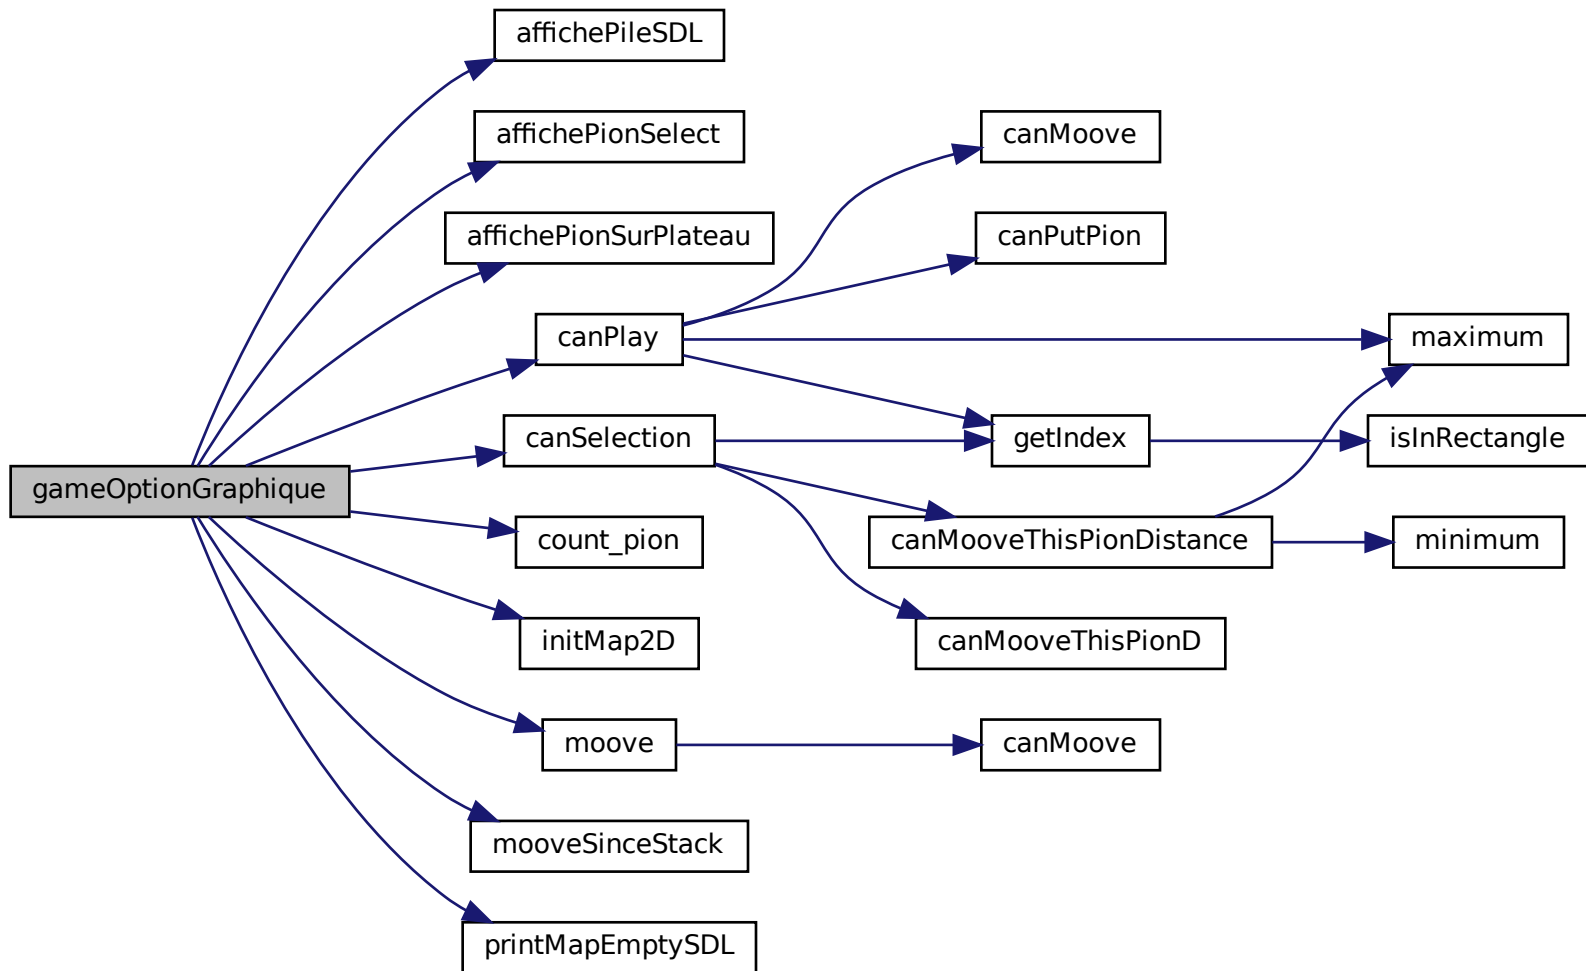 affichePileSDL
affichePionSelect
canMoove
affichePionSurPlateau
canPutPion
canPlay
maximum
canSelection
getIndex
isInRectangle
gameOptionGraphique
count_pion
canMooveThisPionDistance
minimum
initMap2D
canMooveThisPionD
moove
canMoove
mooveSinceStack
printMapEmptySDL